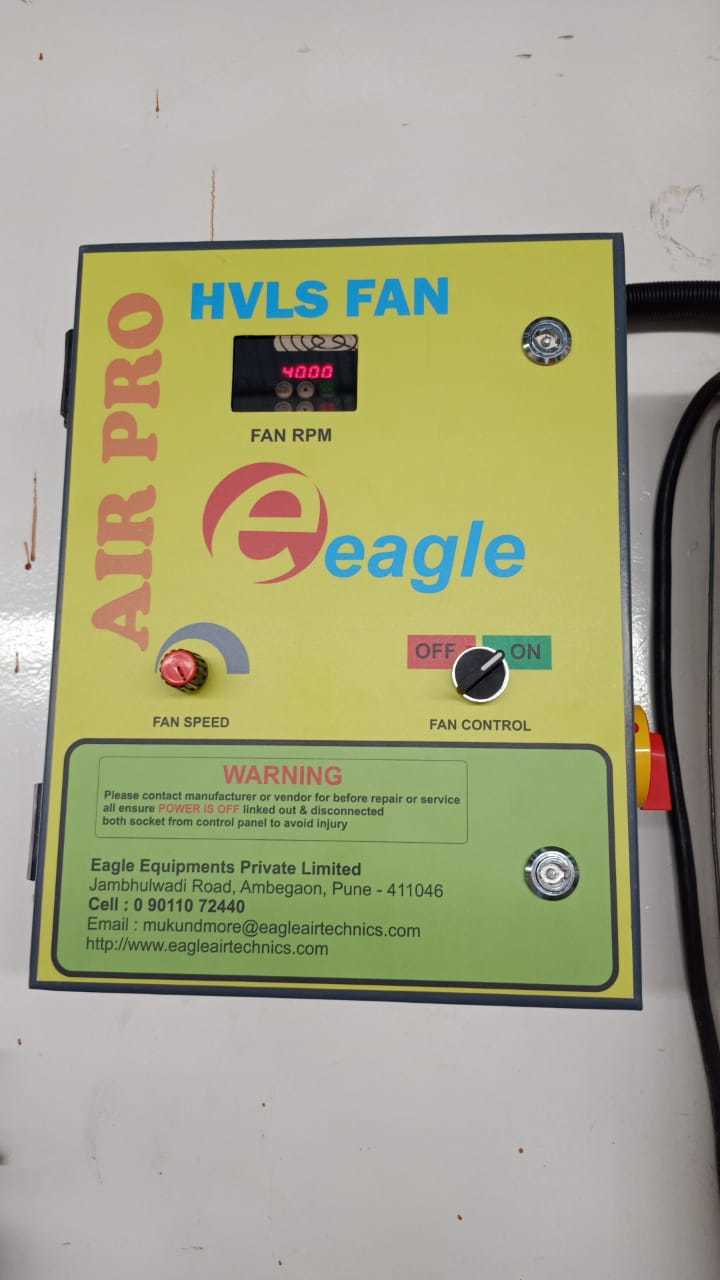 HVLS FAN
AIR PRO
40.00
FAN RPM
e eagle
OFF ON
FAN SPEED
FAN CONTROL
WARNING
Please contact manufacturer or vendor for before repair or service
all ensure POWER IS OFF linked out & disconnected
both socket from control panel to avoid injury
Eagle Equipments Private Limited
Jambhulwadi Road, Ambegaon, Pune - 411046
Cell : 0 90110 72440
Email : mukundmore@eagleairtechnics.com
http://www.eagleairtechnics.com